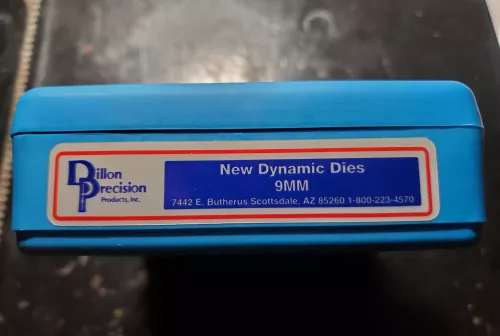 Dillon
Precision
Products, Inc.
New Dynamic Dies
9MM
7442 E. Butherus Scottsdale, AZ 85260 1-800-223-4570